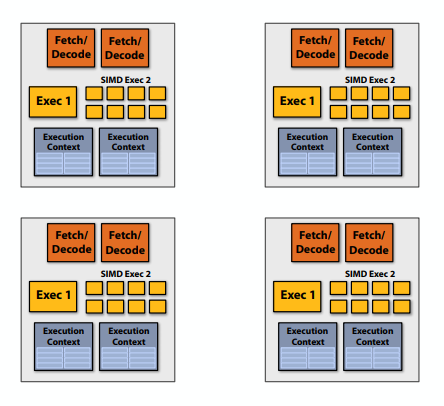 Fetch/
Decode
Fetch/
Decode
SIMD Exec 2
Exec 1
Execution
Context
Execution
Context
Fetch/
Decode
Fetch/
Decode
SIMD Exec 2
Exec 1
Execution
Context
Execution
Context
Fetch/
Decode
Fetch/
Decode
SIMD Exec 2
Exec 1
Execution
Context
Execution
Context
Fetch/
Decode
Fetch/
Decode
SIMD Exec 2
Exec 1
Execution
Context
Execution
Context